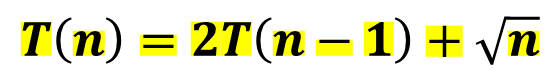 T(n) = 2T(n − 1) + √n